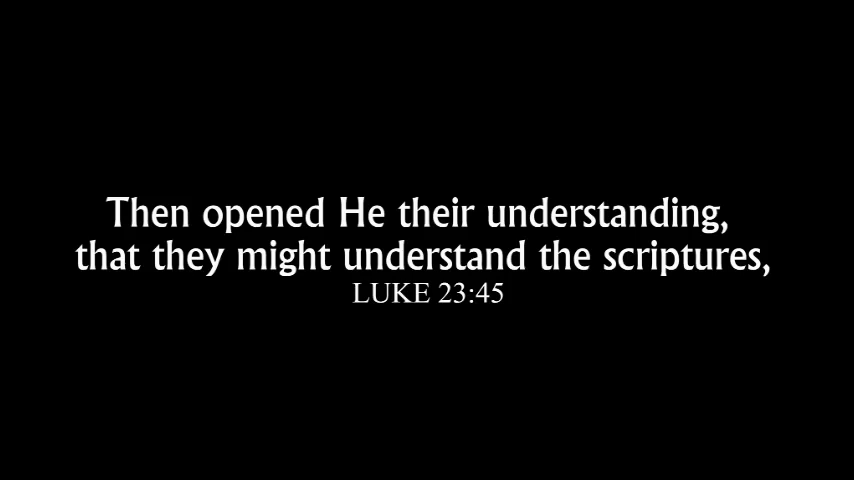 Then opened He their understanding,
that they might understand the scriptures,
LUKE 23:45